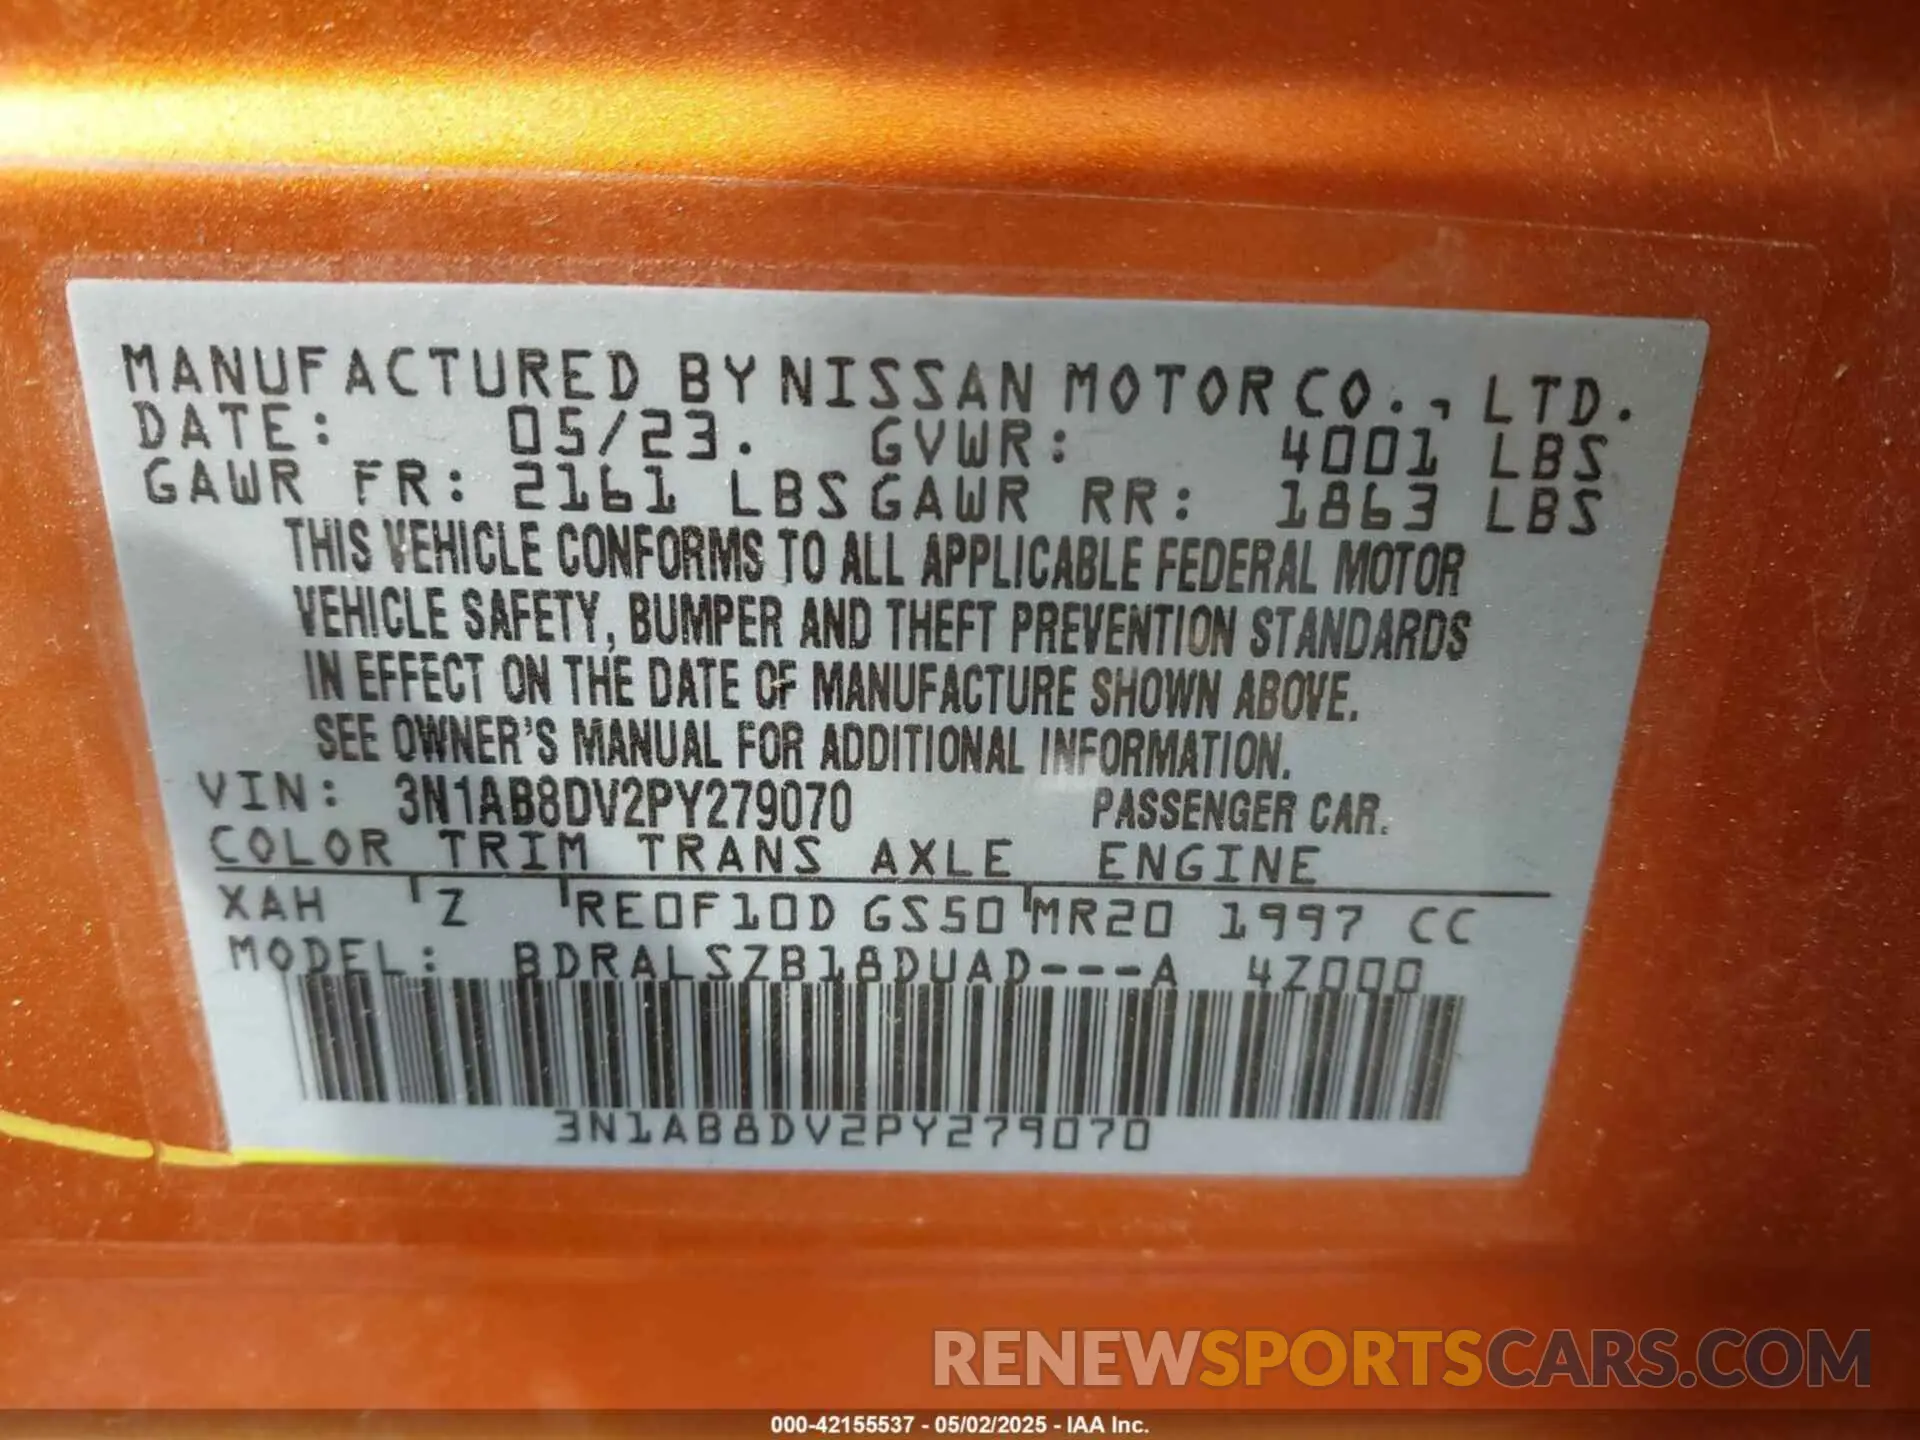 MANUFACTURED BY NISSAN MOTOR CO., LTD.
DATE: 05/23. GVWR: 4001 LBS
GAWR FR: 2161 LBS GAWR RR: 1863 LBS
THIS VEHICLE CONFORMS TO ALL APPLICABLE FEDERAL MOTOR
VEHICLE SAFETY, BUMPER AND THEFT PREVENTION STANDARDS
IN EFFECT ON THE DATE OF MANUFACTURE SHOWN ABOVE.
SEE OWNER'S MANUAL FOR ADDITIONAL INFORMATION.
VIN: 3N1AB8DV2PY279070 PASSENGER CAR.
COLOR TRIM TRANS AXLE ENGINE
XAH Z RE0F10D GS50 MR20 1997 CC
MODEL: BDRALSZB18DUAD---A 4Z000
3N1AB8DV2PY279070
RENEWSPORTSCARS.COM
000-42155537 - 05/02/2025 - IAA Inc.